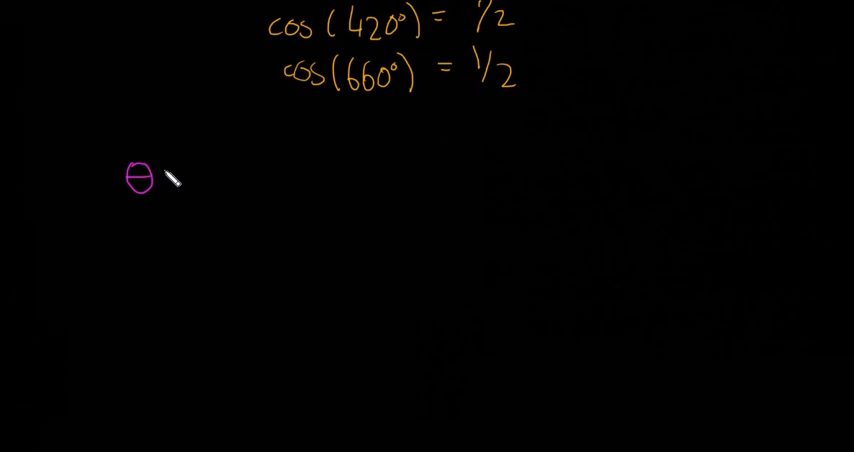 cos(420°) = 1/2
cos(660°) = 1/2
θ